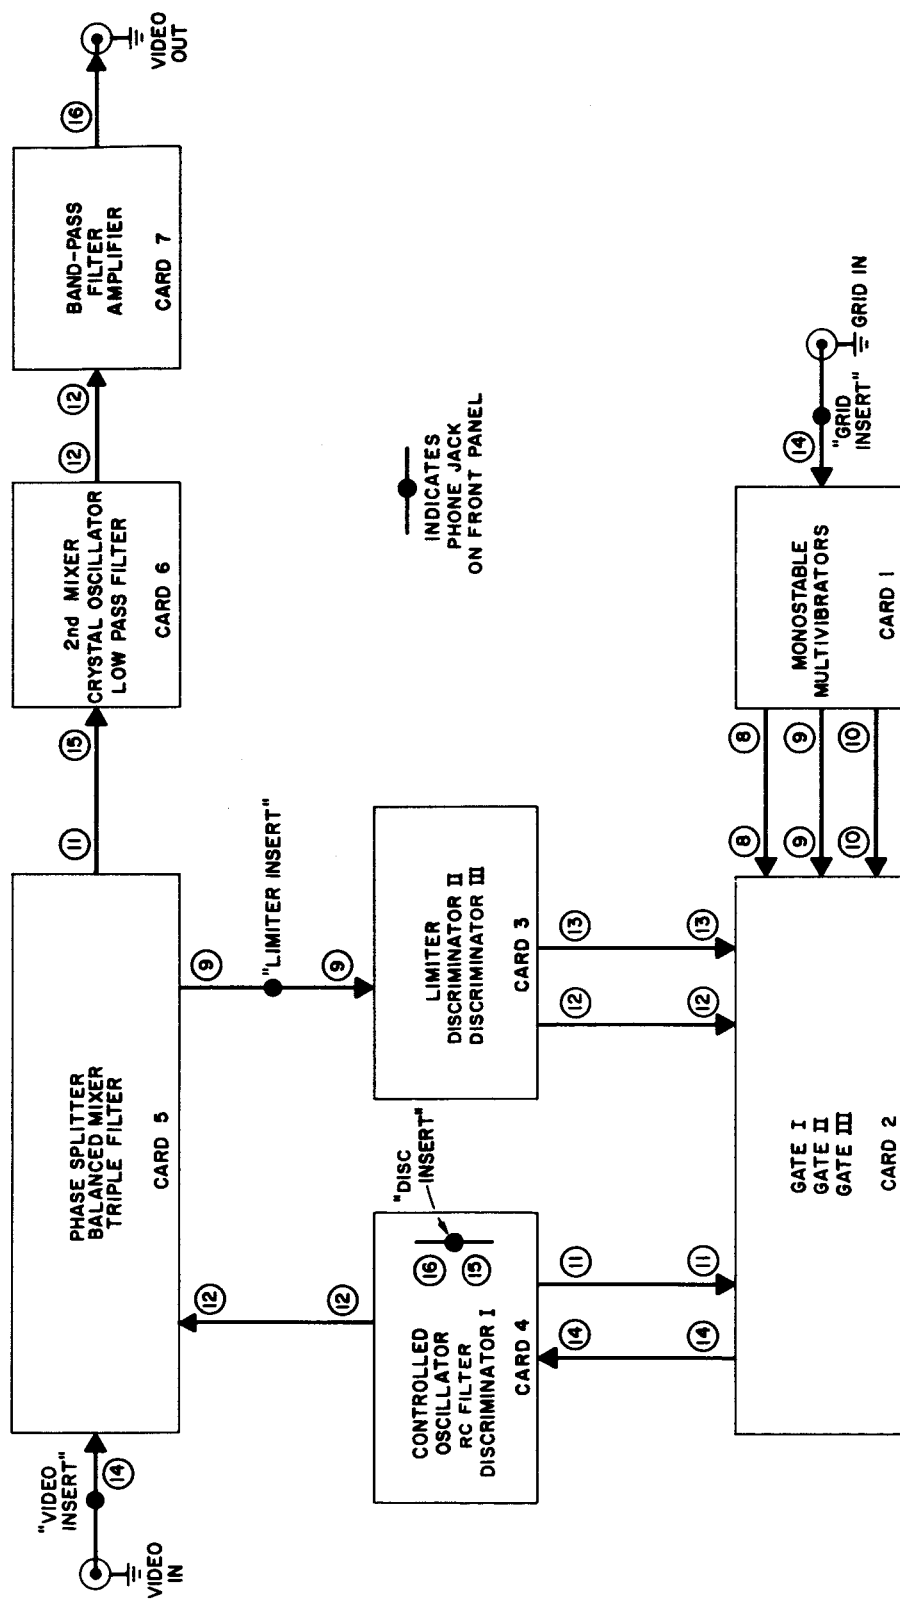 "VIDEO
INSERT"
14
VIDEO
IN
PHASE SPLITTER
BALANCED MIXER
TRIPLE FILTER
CARD 5
11
15
2nd MIXER
CRYSTAL OSCILLATOR
LOW PASS FILTER
CARD 6
12
12
BAND-PASS
FILTER
AMPLIFIER
CARD 7
16
VIDEO
OUT
12
12
9
"LIMITER INSERT"
9
CONTROLLED
OSCILLATOR
RC FILTER
DISCRIMINATOR I
CARD 4
16
15
"DISC
INSERT"
LIMITER
DISCRIMINATOR II
DISCRIMINATOR III
CARD 3
INDICATES
PHONE JACK
ON FRONT PANEL
14
11
12
13
14
11
12
13
GATE I
GATE II
GATE III
CARD 2
8
8
9
9
10
10
MONOSTABLE
MULTIVIBRATORS
CARD 1
14
"GRID
INSERT"
GRID IN